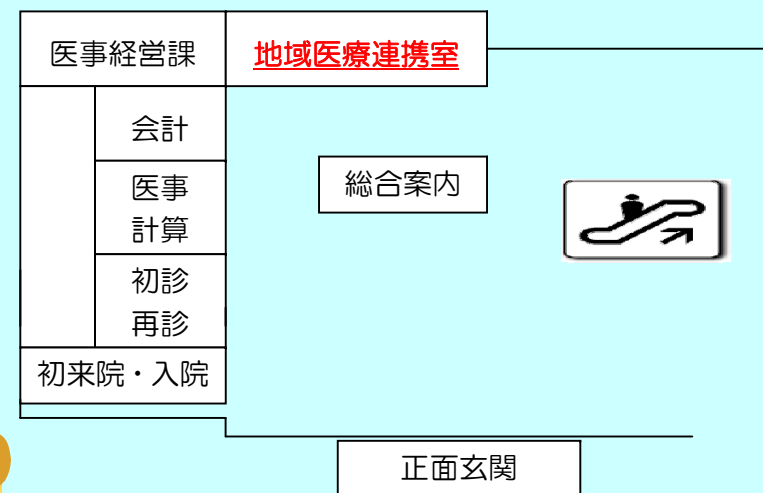 医事経営課
地域医療連携室
会計
総合案内
医事
計算
初診
再診
初来院・入院
正面玄関